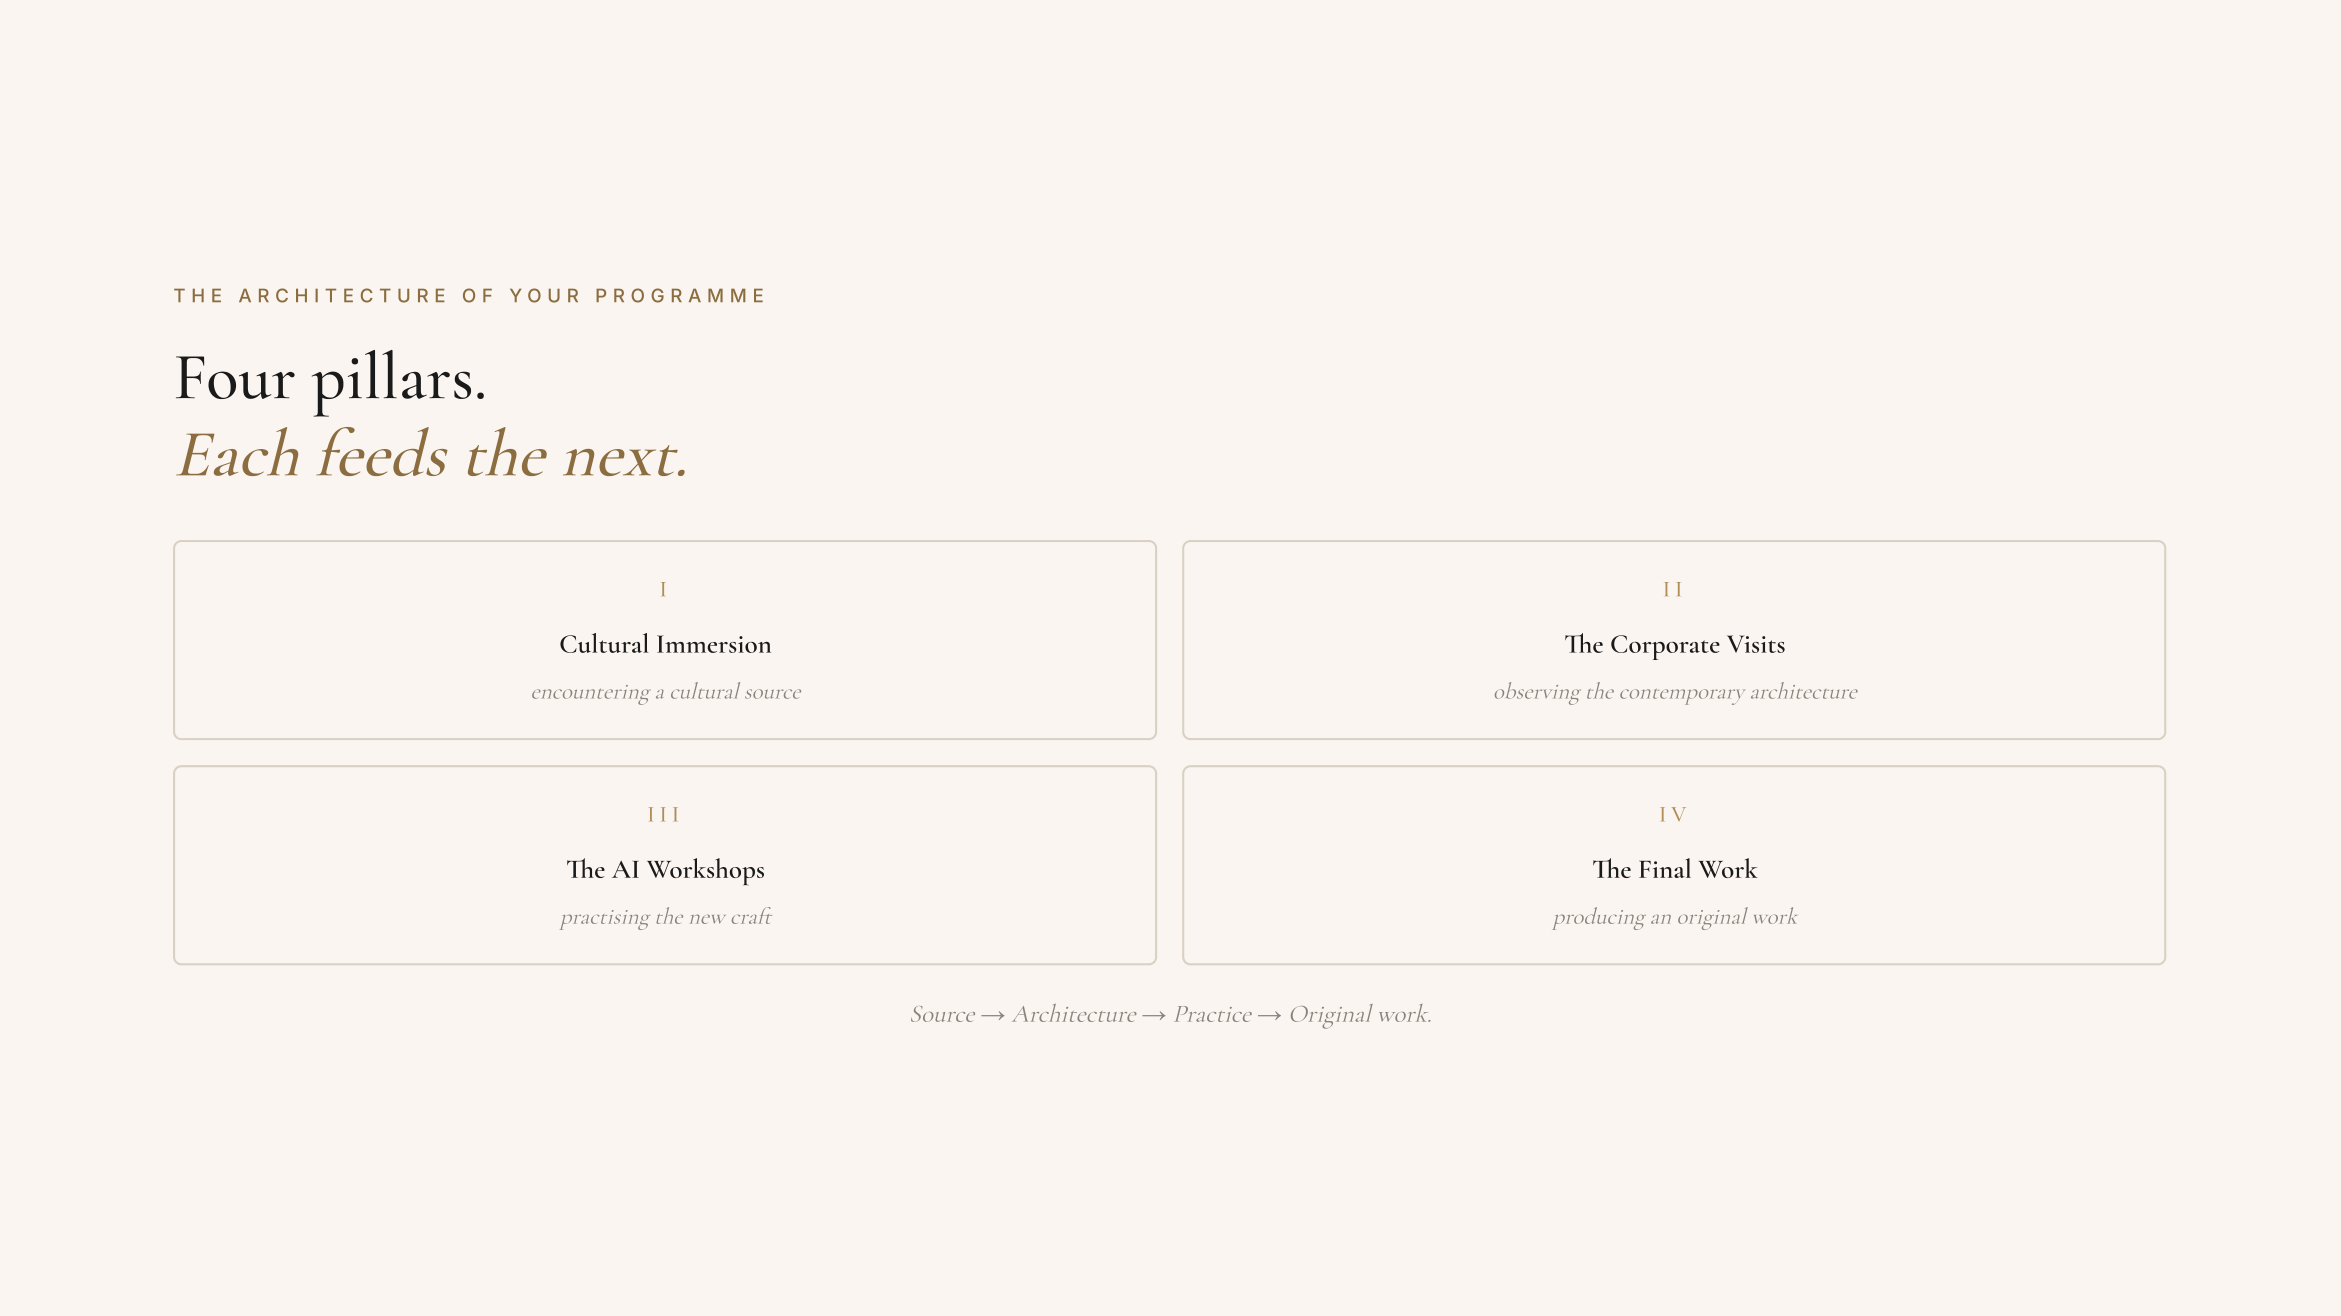 THE ARCHITECTURE OF YOUR PROGRAMME
Four pillars.
Each feeds the next.
I
Cultural Immersion
encountering a cultural source
II
The Corporate Visits
observing the contemporary architecture
III
The AI Workshops
practising the new craft
IV
The Final Work
producing an original work
Source → Architecture → Practice → Original work.